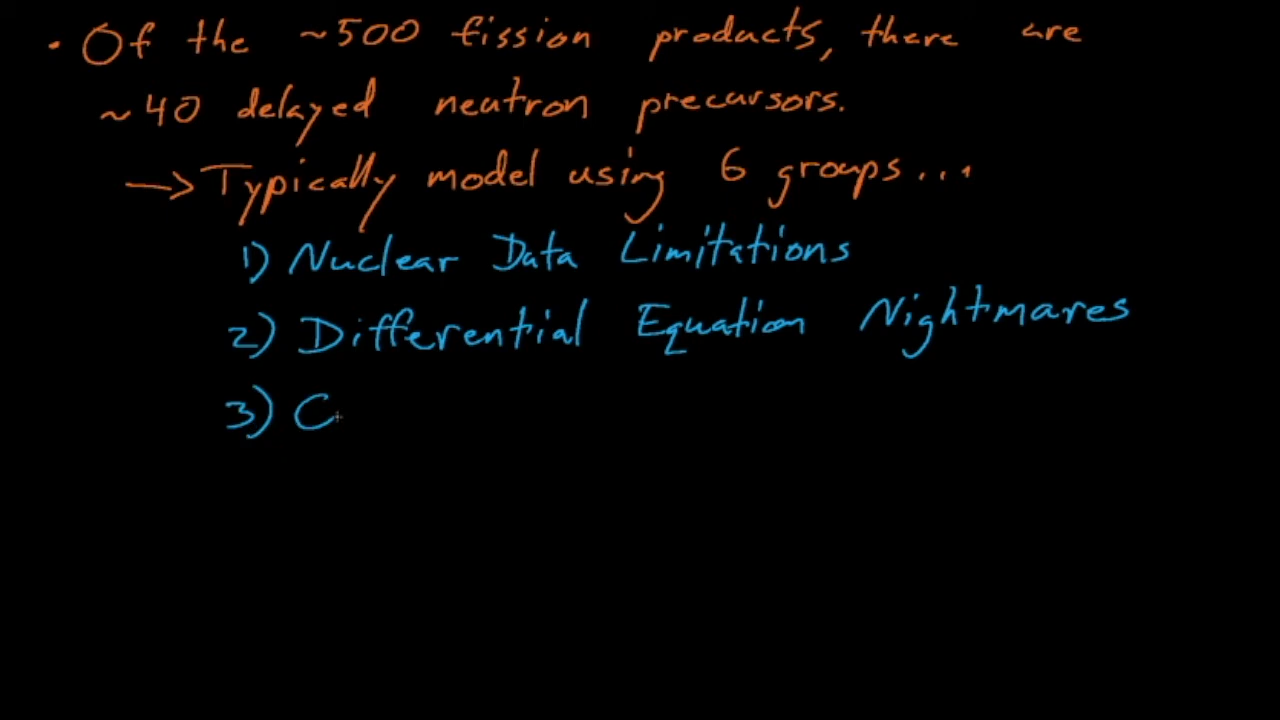 • Of the ~500 fission products, there are
~40 delayed neutron precursors.
→ Typically model using 6 groups...
1) Nuclear Data Limitations
2) Differential Equation Nightmares
3) C